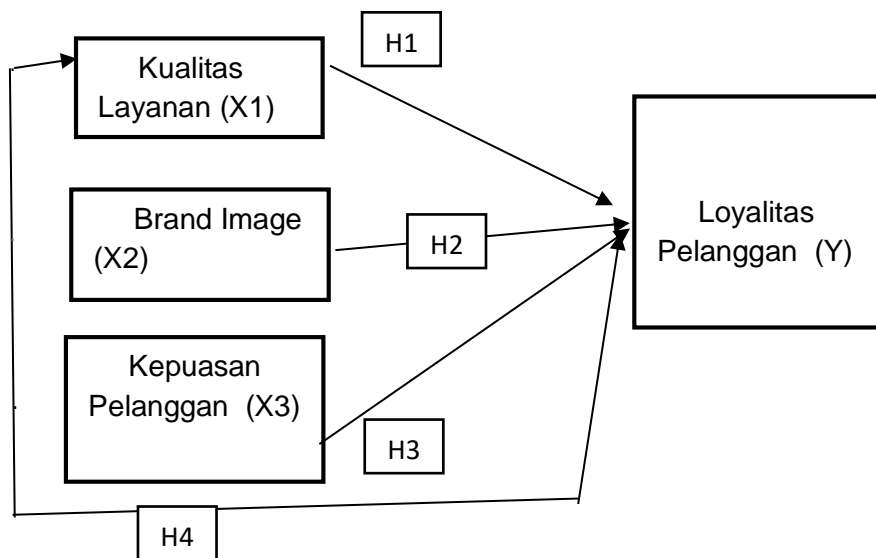 H1
Kualitas
Layanan (X1)
Brand Image
(X2)
H2
Loyalitas
Pelanggan (Y)
Kepuasan
Pelanggan (X3)
H3
H4